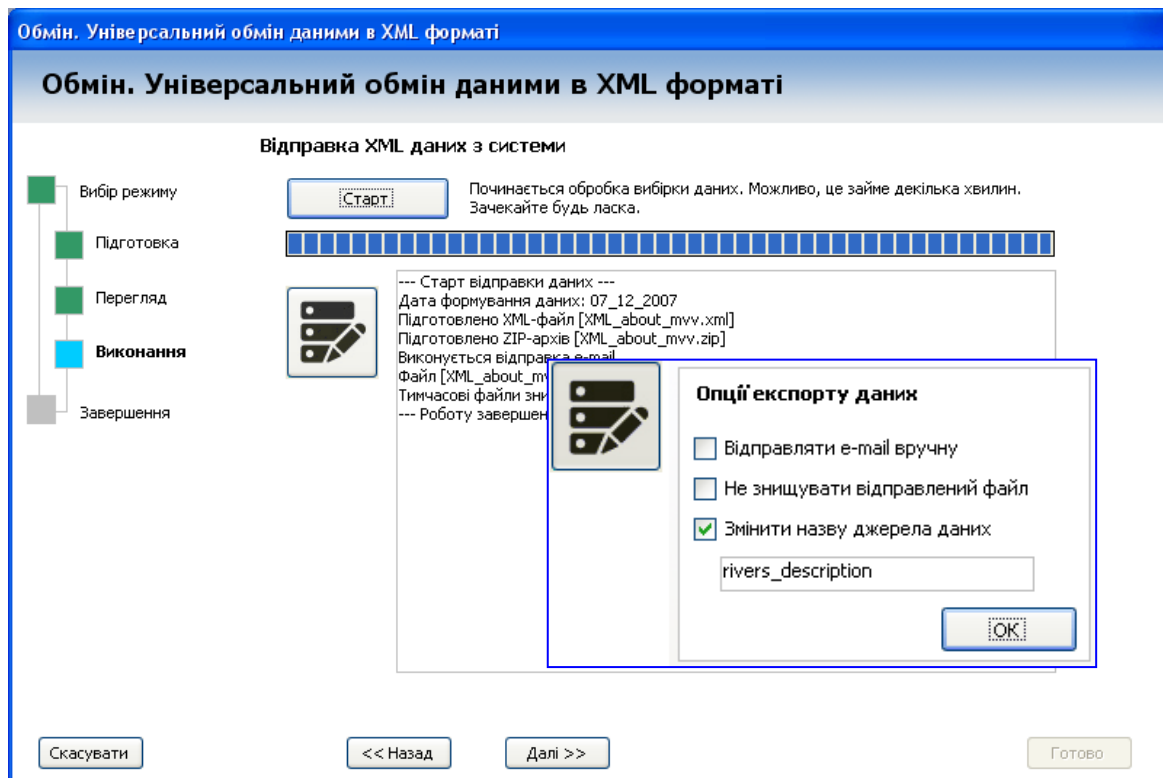 Обмін. Універсальний обмін даними в XML форматі
Обмін. Універсальний обмін даними в XML форматі
Відправка XML даних з системи
Вибір режиму
Підготовка
Перегляд
Виконання
Завершення
Старт
Починається обробка вибірки даних. Можливо, це займе декілька хвилин.
Зачекайте будь ласка.
--- Старт відправки даних ---
Дата формування даних: 07_12_2007
Підготовлено XML-файл [XML_about_mvv.xml]
Підготовлено ZIP-архів [XML_about_mvv.zip]
Виконується відправка e-mail
Файл
Тимчасові файли
--- Роботу
Опції експорту даних
Відправляти e-mail вручну
Не знищувати відправлений файл
Змінити назву джерела даних
rivers_description
OK
Скасувати
<< Назад
Далі >>
Готово